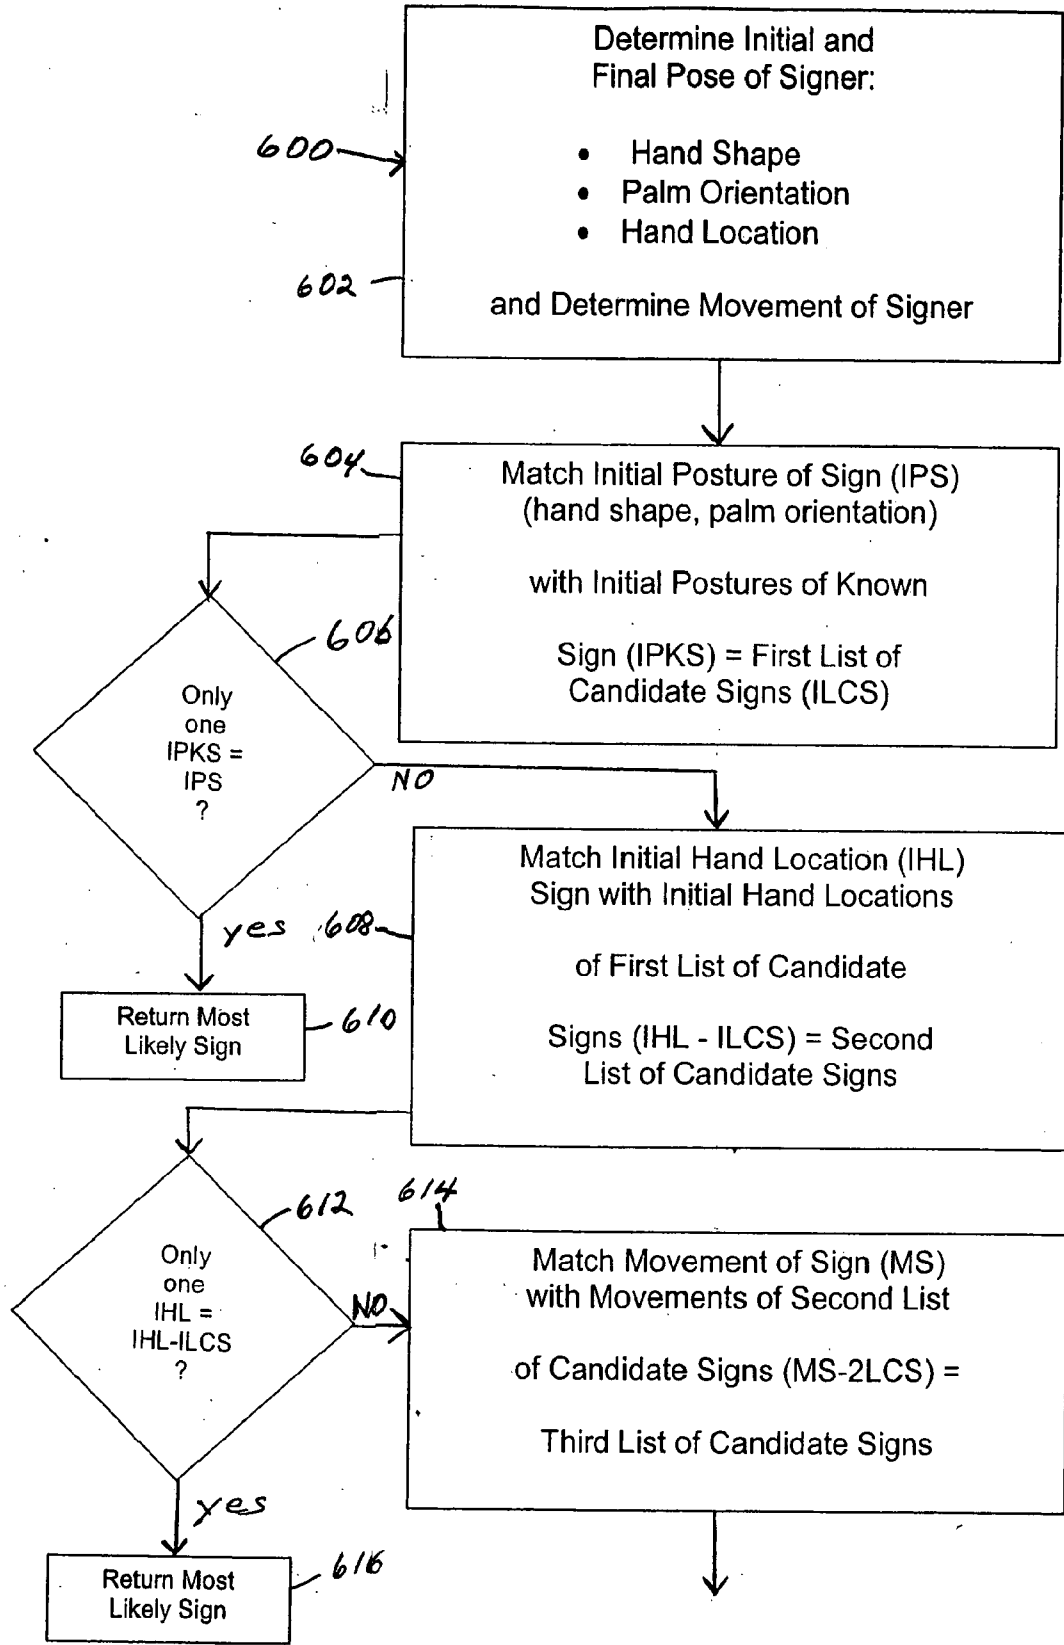 Determine Initial and
Final Pose of Signer:
600
• Hand Shape
• Palm Orientation
• Hand Location
602
and Determine Movement of Signer
604
Match Initial Posture of Sign (IPS)
(hand shape, palm orientation)
with Initial Postures of Known
Sign (IPKS) = First List of
Candidate Signs (ILCS)
606
Only
one
IPKS =
IPS
?
NO
yes
608
Match Initial Hand Location (IHL)
Sign with Initial Hand Locations
of First List of Candidate
Signs (IHL - ILCS) = Second
List of Candidate Signs
Return Most
Likely Sign
610
612
Only
one
IHL =
IHL-ILCS
?
NO
yes
614
Match Movement of Sign (MS)
with Movements of Second List
of Candidate Signs (MS-2LCS) =
Third List of Candidate Signs
Return Most
Likely Sign
616